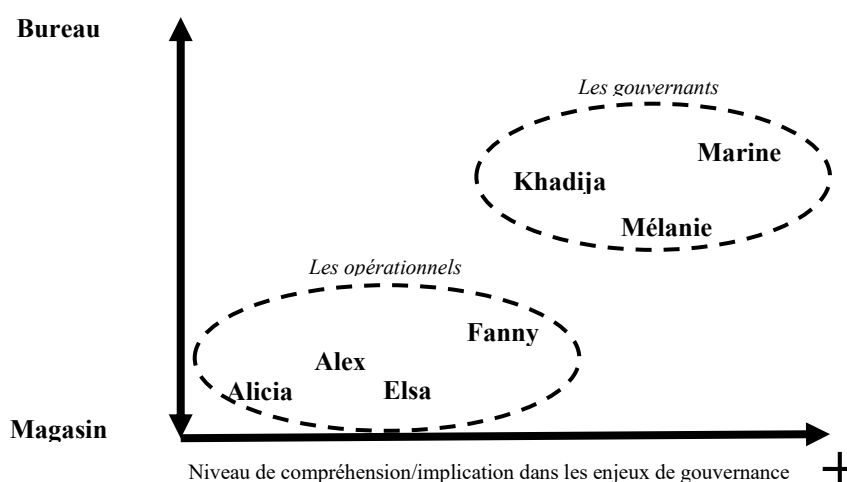 Bureau
Les gouvernants
Marine
Khadija
Mélanie
Les opérationnels
Fanny
Alex
Alicia
Elsa
Magasin
Niveau de compréhension/implication dans les enjeux de gouvernance +